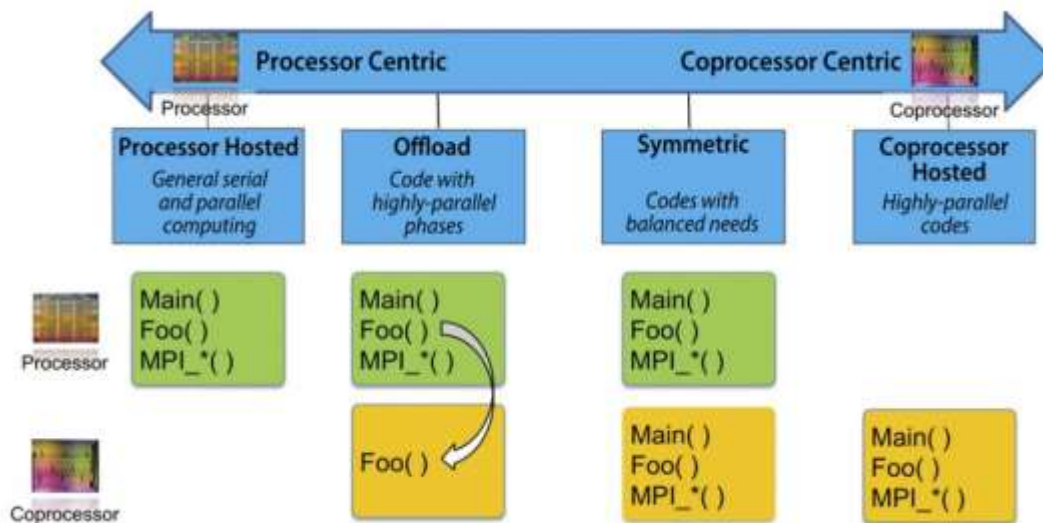 Processor Centric
Coprocessor Centric
Processor
Coprocessor
Processor Hosted
General serial
and parallel
computing
Offload
Code with
highly-parallel
phases
Symmetric
Codes with
balanced needs
Coprocessor
Hosted
Highly-parallel
codes
Processor
Main( )
Foo( )
MPI_*( )
Main( )
Foo( )
MPI_*( )
Main( )
Foo( )
MPI_*( )
Coprocessor
Foo( )
Main( )
Foo( )
MPI_*( )
Main( )
Foo( )
MPI_*( )